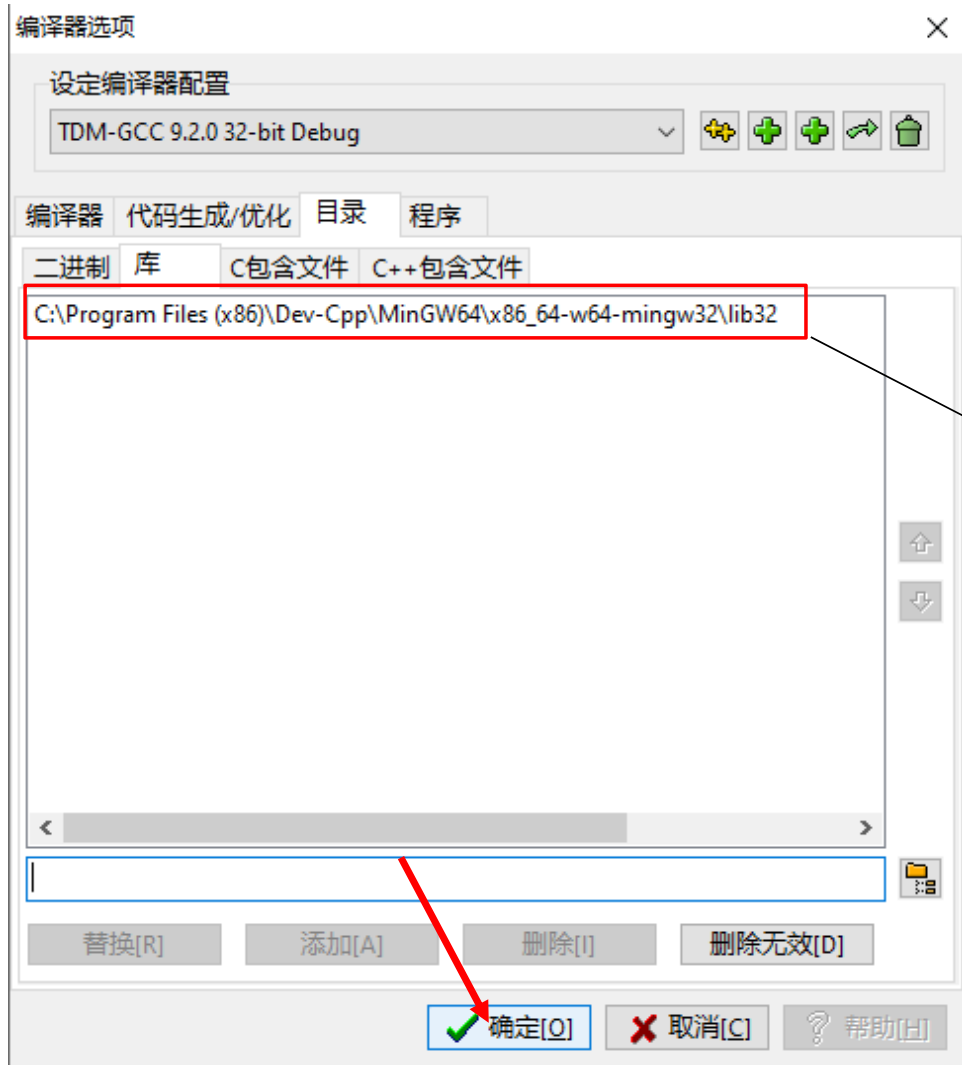 编译器选项
设定编译器配置
TDM-GCC 9.2.0 32-bit Debug
编译器 代码生成/优化 目录 程序
二进制 库 C包含文件 C++包含文件
C:\Program Files (x86)\Dev-Cpp\MinGW64\x86_64-w64-mingw32\lib32
替换[R] 添加[A] 删除[I] 删除无效[D]
确定[O] 取消[C] 帮助[H]